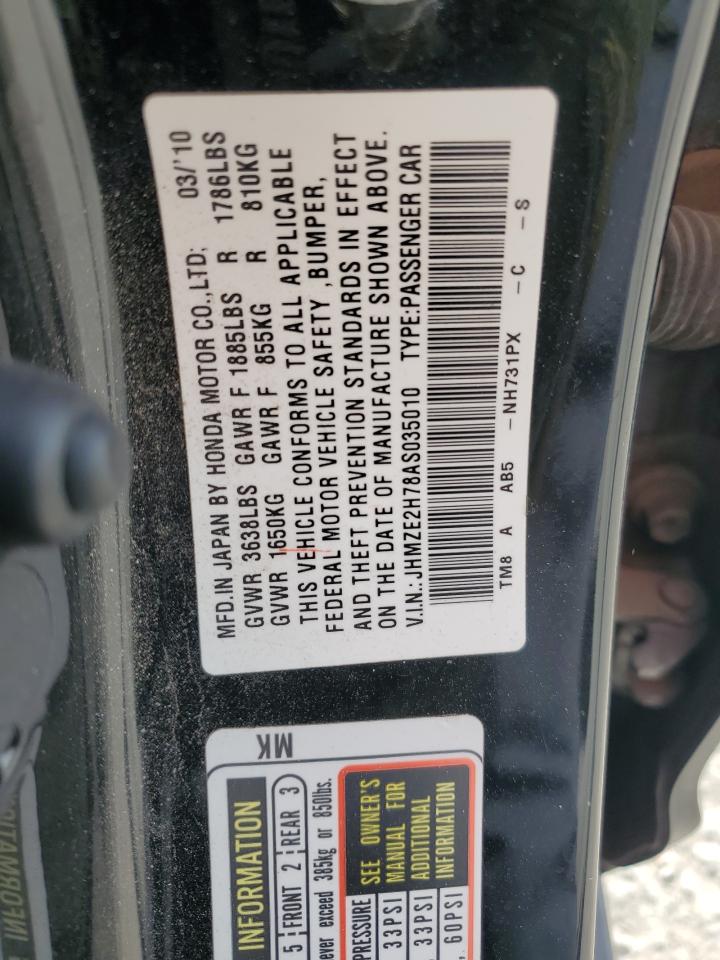 MFD.IN JAPAN BY HONDA MOTOR CO.,LTD. 03/'10
GVWR 3638LBS GAWR F 1885LBS R 1786LBS
GVWR 1650KG GAWR F 855KG R 810KG
THIS VEHICLE CONFORMS TO ALL APPLICABLE
FEDERAL MOTOR VEHICLE SAFETY ,BUMPER,
AND THEFT PREVENTION STANDARDS IN EFFECT
ON THE DATE OF MANUFACTURE SHOWN ABOVE.
V.I.N.: JHMZE2H78AS035010 TYPE:PASSENGER CAR
TM8 A AB5 -NH731PX -C -S
MK
INFORMATION
5 FRONT 2 REAR 3
exceed 385kg or 850lbs.
PRESSURE SEE OWNER'S
33PSI MANUAL FOR
33PSI ADDITIONAL
60PSI INFORMATION